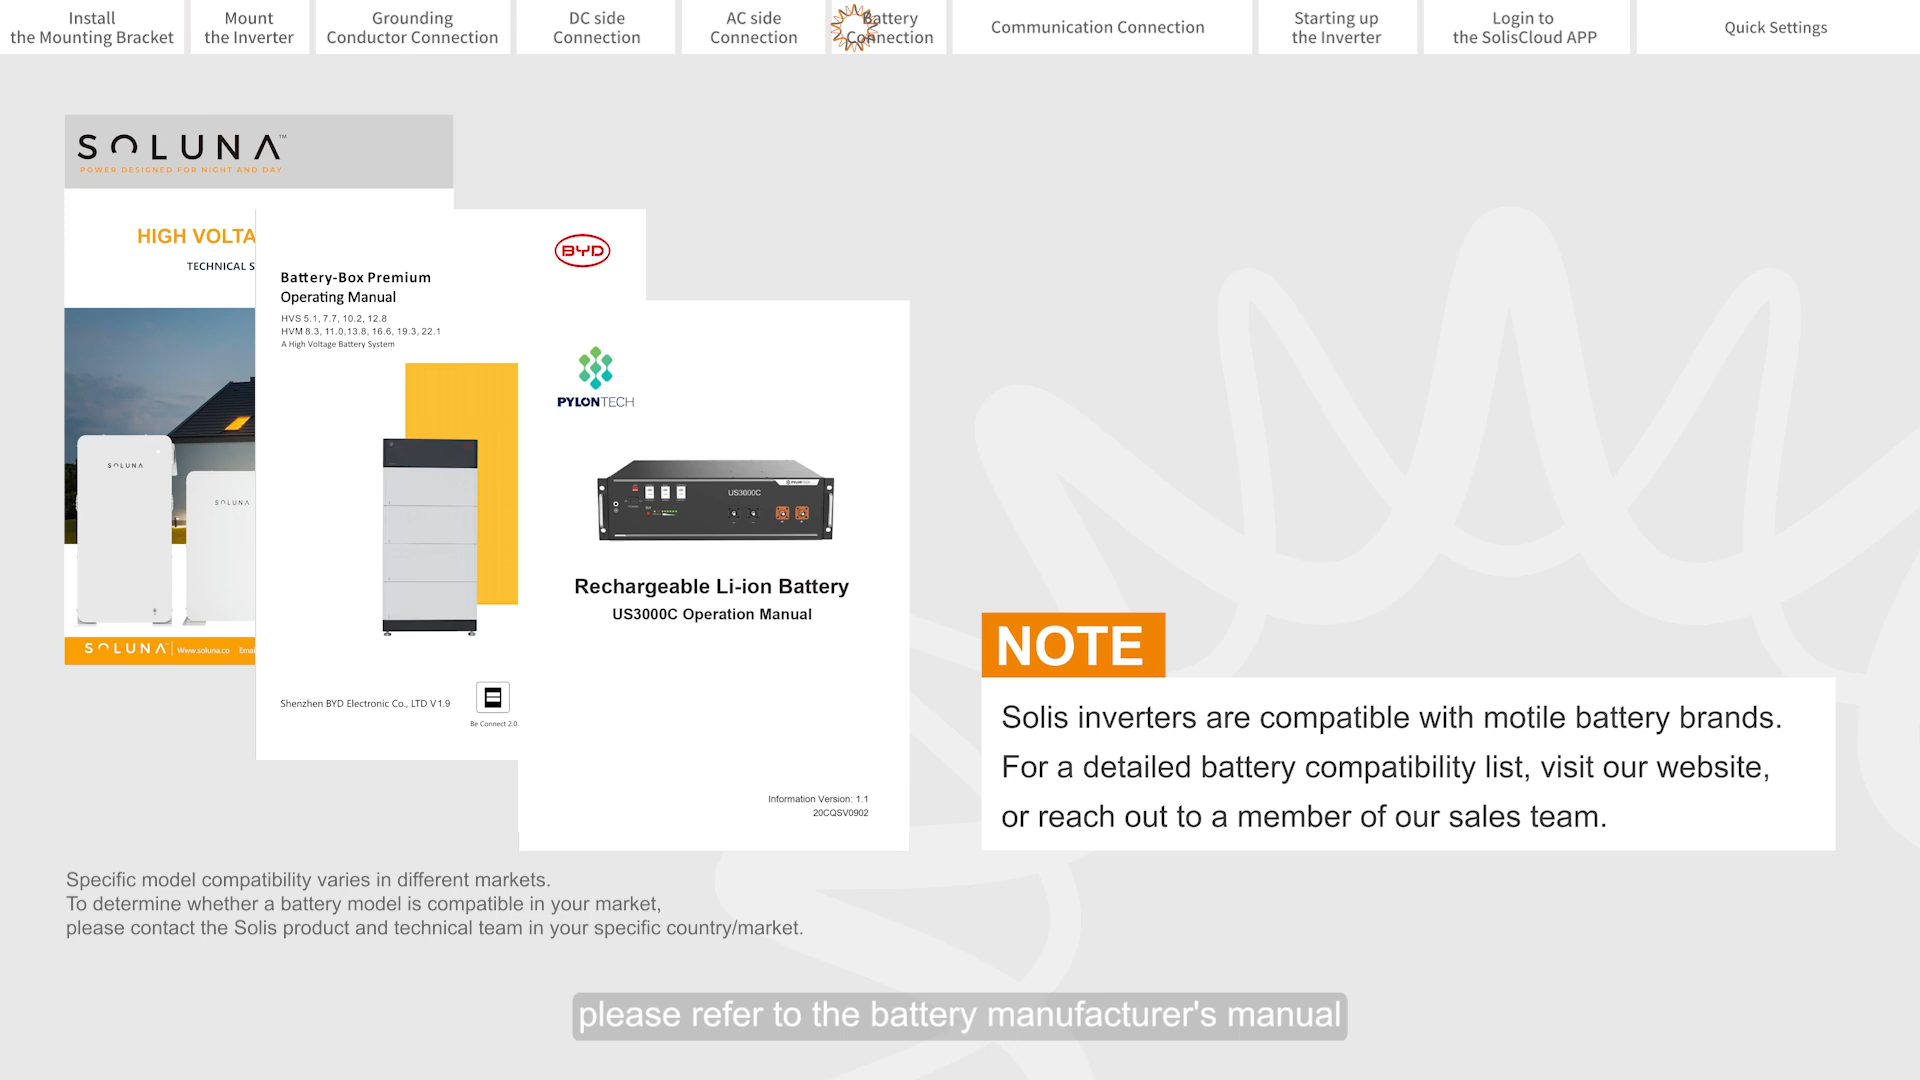 Install
the Mounting Bracket
Mount
the Inverter
Grounding
Conductor Connection
DC side
Connection
AC side
Connection
Battery
Connection
Communication Connection
Starting up
the Inverter
Login to
the SolisCloud APP
Quick Settings
SOLUNA™
POWER DESIGNED FOR NIGHT AND DAY
HIGH VOLTA
TECHNICAL S
SOLUNA
SOLUNA
SOLUNA Www.soluna.co Emai
BYD
Battery-Box Premium
Operating Manual
HVS 5.1, 7.7, 10.2, 12.8
HVM 8.3, 11.0,13.8, 16.6, 19.3, 22.1
A High Voltage Battery System
Shenzhen BYD Electronic Co., LTD V1.9
Be Connect 2.0
PYLONTECH
US3000C
Rechargeable Li-ion Battery
US3000C Operation Manual
Information Version: 1.1
20CQSV0902
NOTE
Solis inverters are compatible with motile battery brands.
For a detailed battery compatibility list, visit our website,
or reach out to a member of our sales team.
Specific model compatibility varies in different markets.
To determine whether a battery model is compatible in your market,
please contact the Solis product and technical team in your specific country/market.
please refer to the battery manufacturer's manual